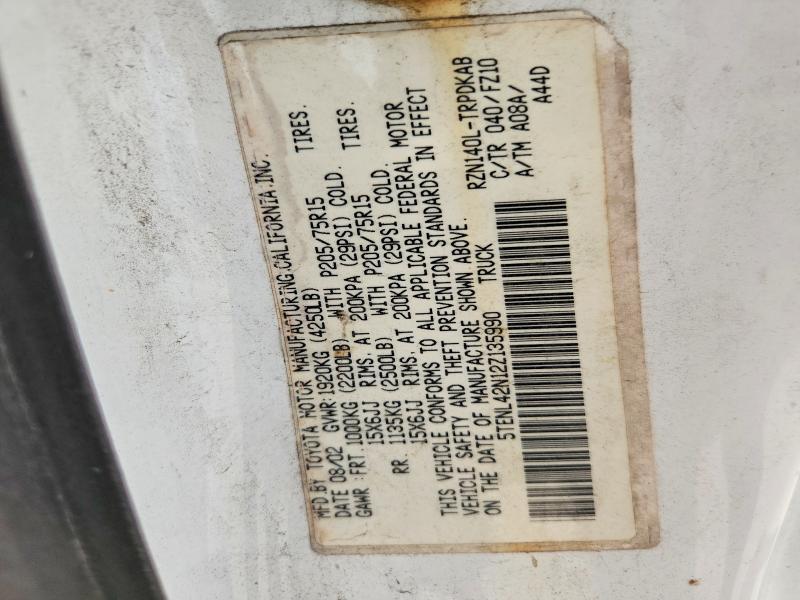 MFD.BY TOYOTA MOTOR MANUFACTURING,CALIFORNIA,INC.
DATE 08/02 GVWR:1920KG (4250LB)
GAWR :FRT.1000KG (2200LB) WITH P205/75R15 TIRES.
15X6JJ RIMS. AT 200KPA (29PSI) COLD.
RR. 1135KG (2500LB) WITH P205/75R15 TIRES.
15X6JJ RIMS. AT 200KPA (29PSI) COLD.
THIS VEHICLE CONFORMS TO ALL APPLICABLE FEDERAL MOTOR
VEHICLE SAFETY AND THEFT PREVENTION STANDARDS IN EFFECT
ON THE DATE OF MANUFACTURE SHOWN ABOVE.
5TENL42N12Z135990 TRUCK
RZN140L-TRPDKAB
C/TR 040/FZ10
A/TM A08A/
A44D